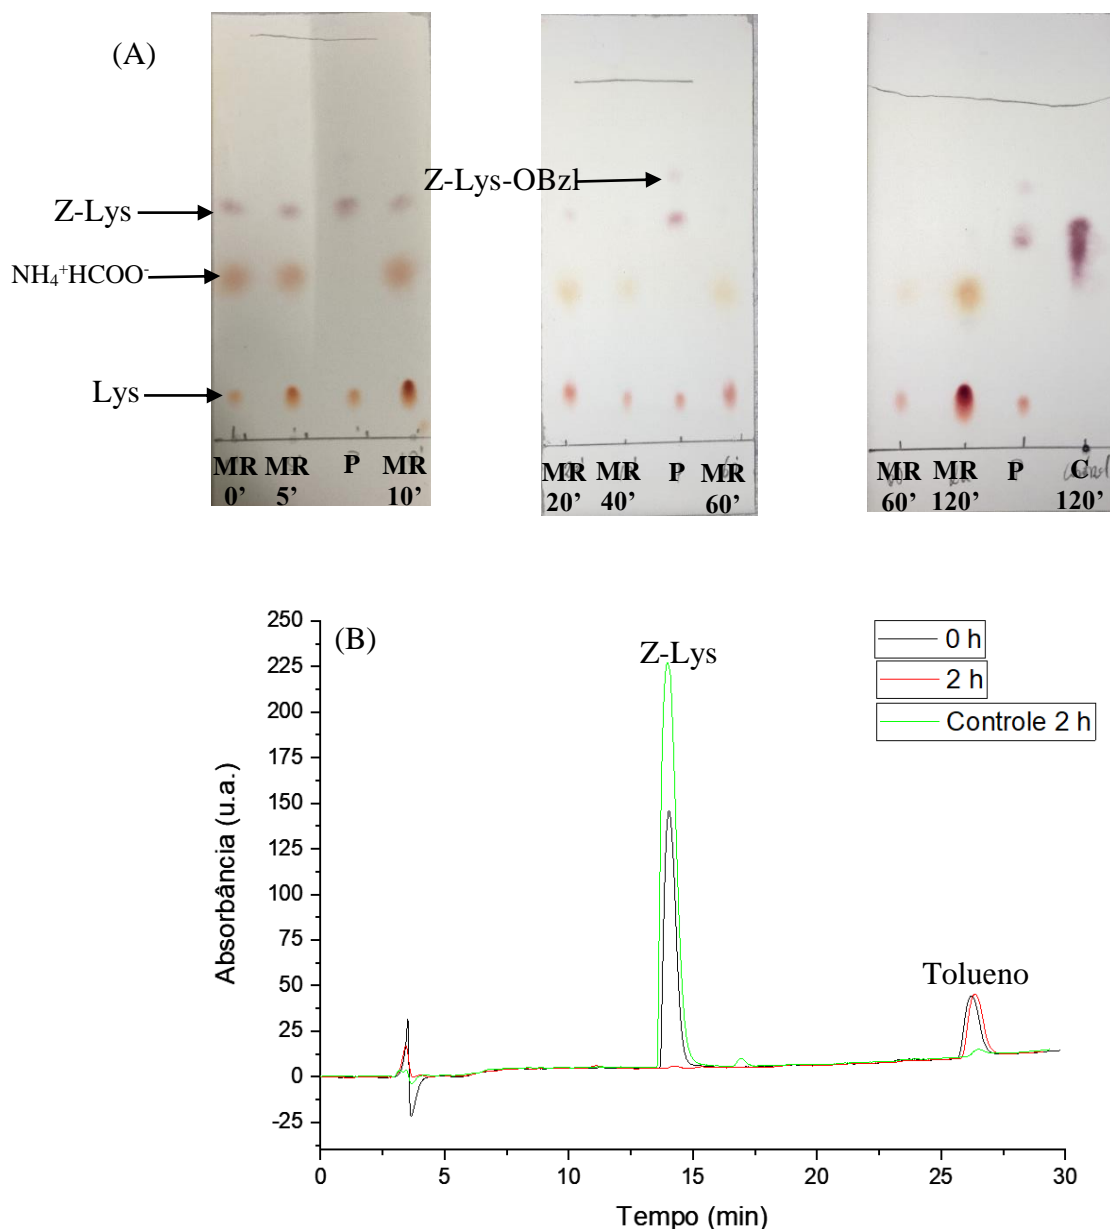 (A)
Z-Lys
NH₄⁺HCOO⁻
Lys
MR MR P MR
0’ 5’ 10’
Z-Lys-OBzl
MR MR P MR
20’ 40’ 60’
MR MR P C
60’ 120’ 120’
(B)
Z-Lys
0 h
2 h
Controle 2 h
Tolueno
Absorbância (u.a.)
250
225
200
175
150
125
100
75
50
25
0
-25
0 5 10 15 20 25 30
Tempo (min)